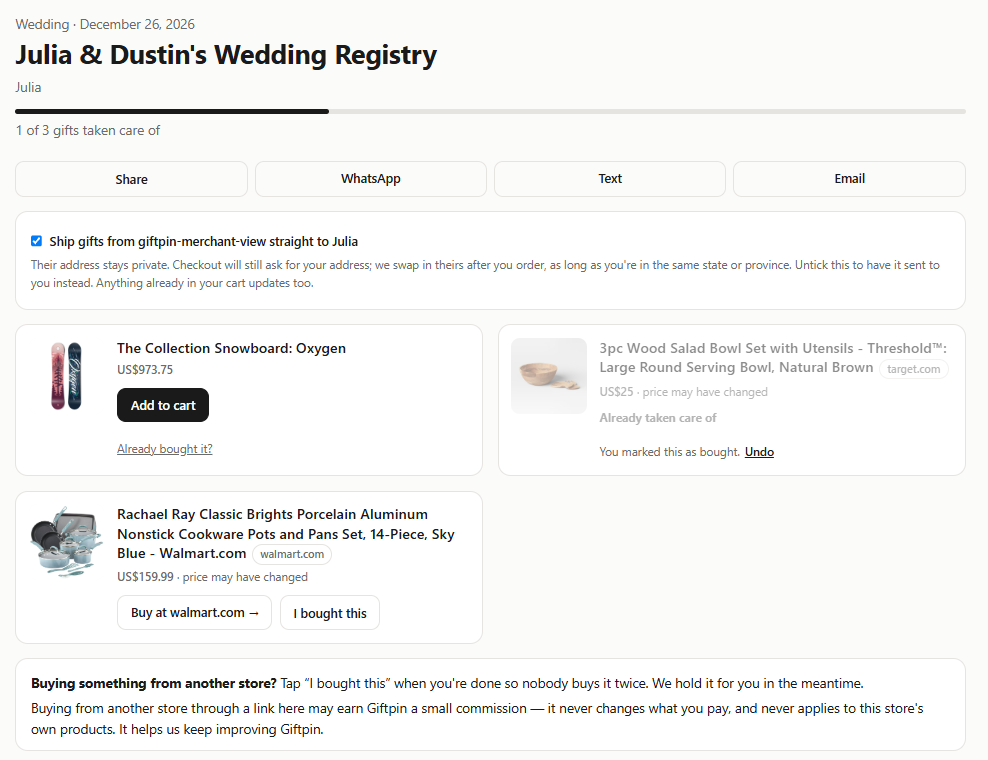 Wedding · December 26, 2026
Julia & Dustin's Wedding Registry
Julia
1 of 3 gifts taken care of
Share
WhatsApp
Text
Email
Ship gifts from giftpin-merchant-view straight to Julia
Their address stays private. Checkout will still ask for your address; we swap in theirs after you order, as long as you're in the same state or province. Untick this to have it sent to
you instead. Anything already in your cart updates too.
The Collection Snowboard: Oxygen
US$973.75
Add to cart
Already bought it?
3pc Wood Salad Bowl Set with Utensils - Threshold™:
Large Round Serving Bowl, Natural Brown target.com
US$25 · price may have changed
Already taken care of
You marked this as bought. Undo
Rachael Ray Classic Brights Porcelain Aluminum
Nonstick Cookware Pots and Pans Set, 14-Piece, Sky
Blue - Walmart.com walmart.com
US$159.99 · price may have changed
Buy at walmart.com →
I bought this
Buying something from another store? Tap “I bought this” when you're done so nobody buys it twice. We hold it for you in the meantime.
Buying from another store through a link here may earn Giftpin a small commission — it never changes what you pay, and never applies to this store's
own products. It helps us keep improving Giftpin.